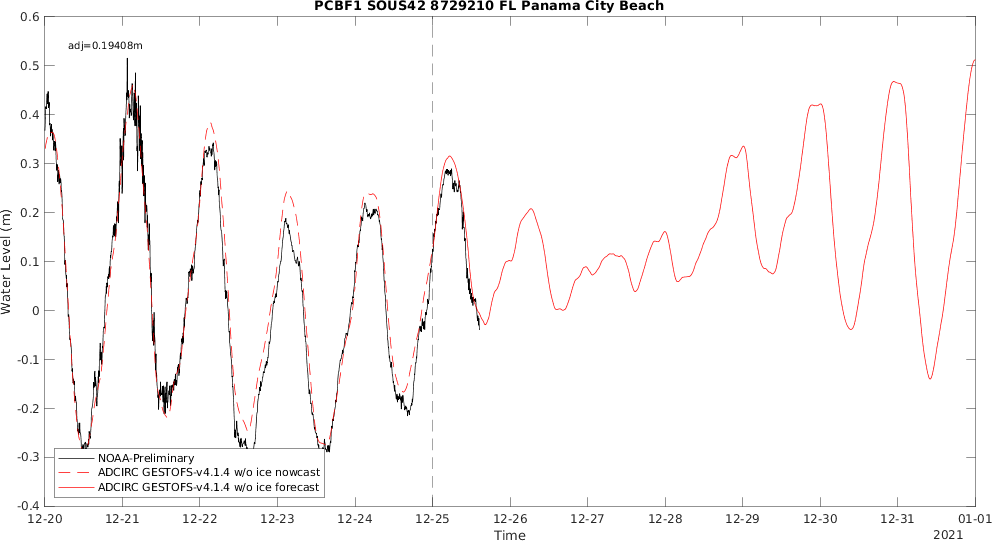 PCBF1 SOUS42 8729210 FL Panama City Beach
0.6
0.5
0.4
0.3
0.2
0.1
0
-0.1
-0.2
-0.3
-0.4
Water Level (m)
adj=0.19408m
NOAA-Preliminary
ADCIRC GESTOFS-v4.1.4 w/o ice nowcast
ADCIRC GESTOFS-v4.1.4 w/o ice forecast
12-20 12-21 12-22 12-23 12-24 12-25 12-26 12-27 12-28 12-29 12-30 12-31 01-01
Time
2021